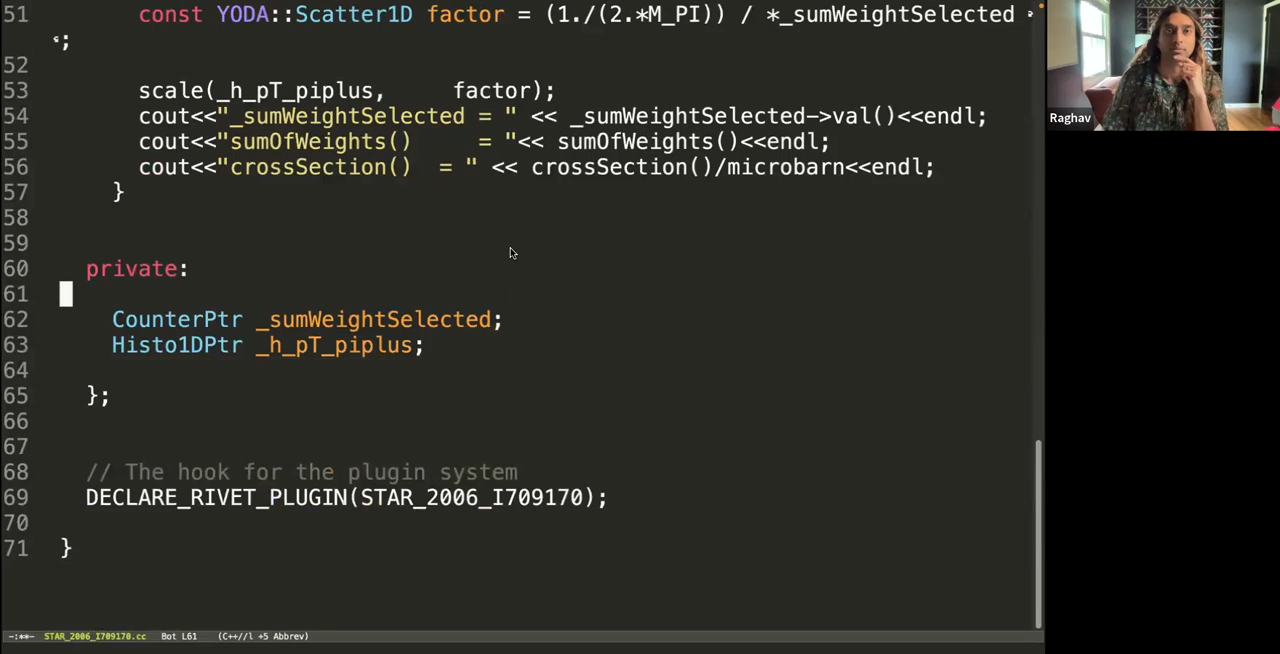 51 const YODA::Scatter1D factor = (1./(2.*M_PI)) / *_sumWeightSelected
;
52
53 scale(_h_pT_piplus, factor);
54 cout<<"_sumWeightSelected = " << _sumWeightSelected->val()<<endl;
55 cout<<"sumOfWeights() = "<< sumOfWeights()<<endl;
56 cout<<"crossSection() = " << crossSection()/microbarn<<endl;
57 }
58
59
60 private:
61
62 CounterPtr _sumWeightSelected;
63 Histo1DPtr _h_pT_piplus;
64
65 };
66
67
68 // The hook for the plugin system
69 DECLARE_RIVET_PLUGIN(STAR_2006_I709170);
70
71 }
-:**- STAR_2006_I709170.cc Bot L61 (C++//l +5 Abbrev)
Raghav